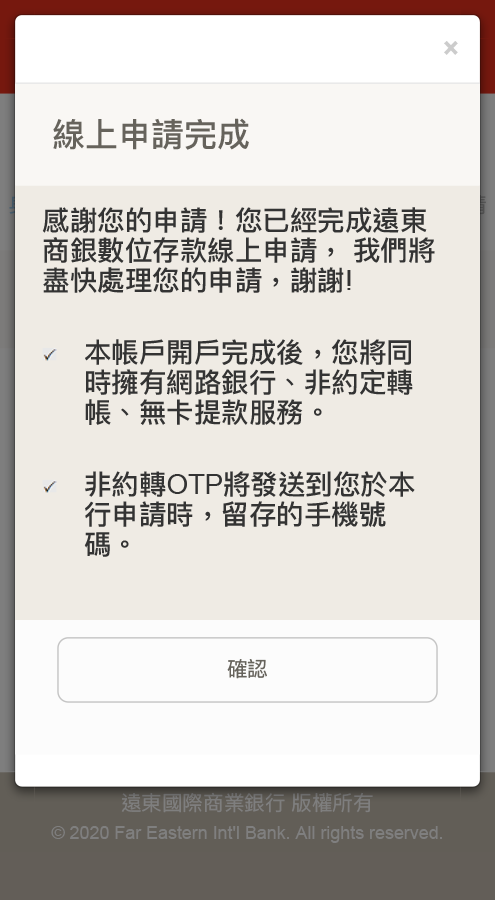 ×
線上申請完成
感謝您的申請！您已經完成遠東
商銀數位存款線上申請， 我們將
盡快處理您的申請，謝謝!
本帳戶開戶完成後，您將同
時擁有網路銀行、非約定轉
帳、無卡提款服務。
非約轉OTP將發送到您於本
行申請時，留存的手機號
碼。
確認
遠東國際商業銀行 版權所有
© 2020 Far Eastern Int'l Bank. All rights reserved.